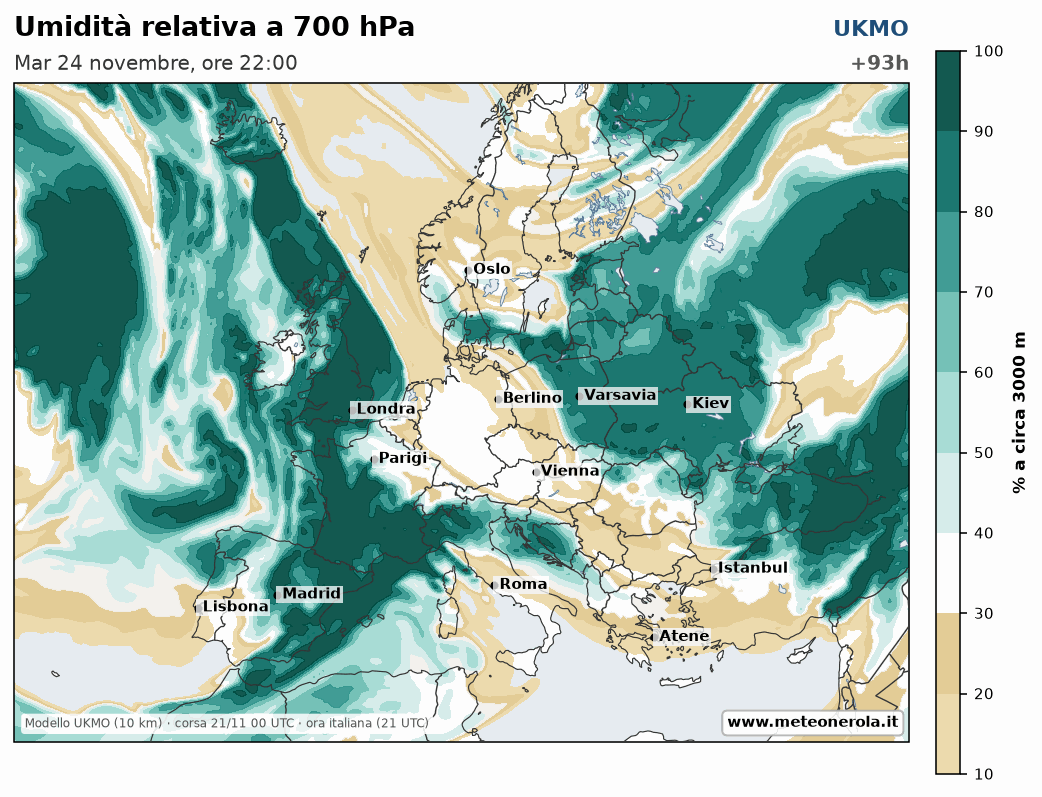 Umidità relativa a 700 hPa
UKMO
Mar 24 novembre, ore 22:00
+93h
100
90
80
70
60
50
40
30
20
10
% a circa 3000 m
Oslo
Berlino
Varsavia
Kiev
Londra
Parigi
Vienna
Istanbul
Roma
Madrid
Lisbona
Atene
Modello UKMO (10 km) · corsa 21/11 00 UTC · ora italiana (21 UTC)
www.meteonerola.it